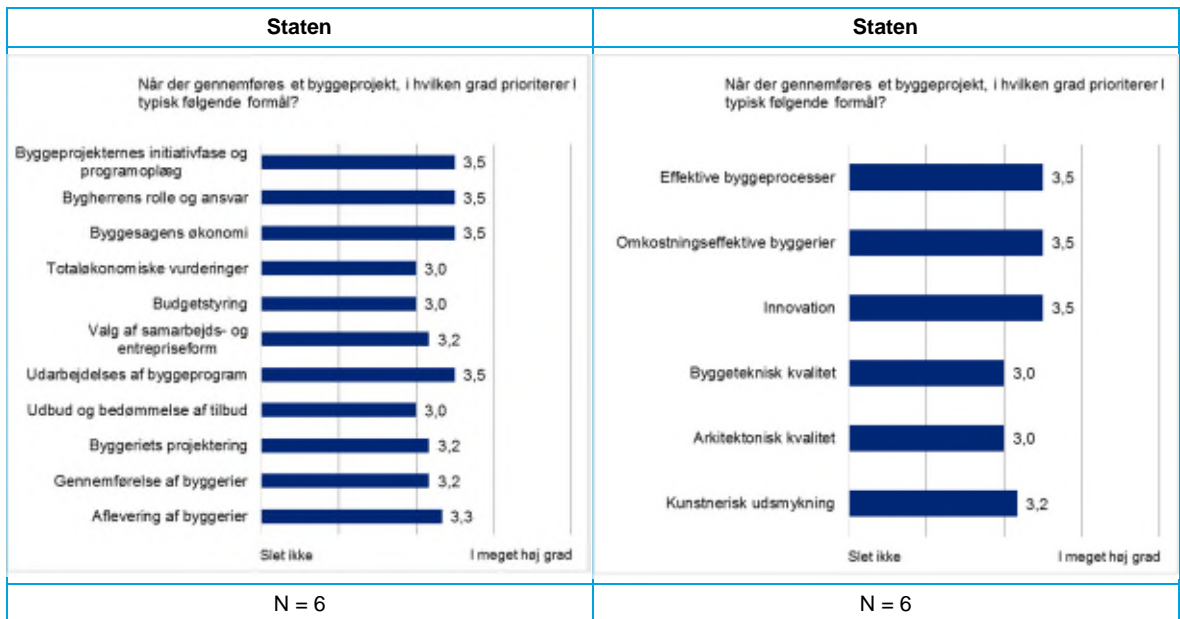 Staten
Når der gennemføres et byggeprojekt, i hvilken grad prioriterer I
typisk følgende formål?
Byggeprojekternes initiativfase og
programoplæg
3,5
Bygherrens rolle og ansvar
3,5
Byggesagens økonomi
3,5
Totaløkonomiske vurderinger
3,0
Budgetstyring
3,0
Valg af samarbejds- og
entrepriseform
3,2
Udarbejdelses af byggeprogram
3,5
Udbud og bedømmelse af tilbud
3,0
Byggeriets projektering
3,2
Gennemførelse af byggerier
3,2
Aflevering af byggerier
3,3
Slet ikke
I meget høj grad
N = 6
Staten
Når der gennemføres et byggeprojekt, i hvilken grad prioriterer I
typisk følgende formål?
Effektive byggeprocesser
3,5
Omkostningseffektive byggerier
3,5
Innovation
3,5
Byggeteknisk kvalitet
3,0
Arkitektonisk kvalitet
3,0
Kunstnerisk udsmykning
3,2
Slet ikke
I meget høj grad
N = 6